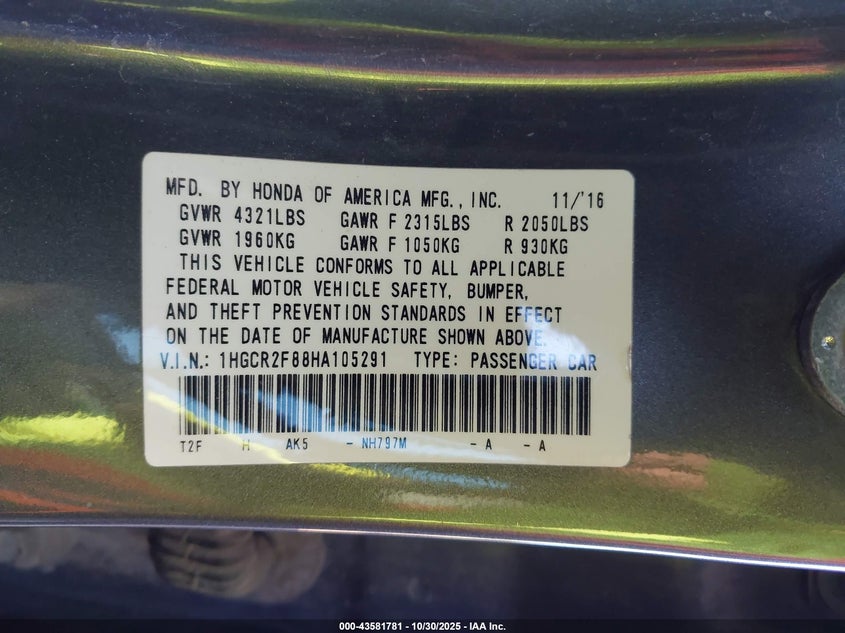 MFD. BY HONDA OF AMERICA MFG., INC. 11/'16
GVWR 4321LBS GAWR F 2315LBS R 2050LBS
GVWR 1960KG GAWR F 1050KG R 930KG
THIS VEHICLE CONFORMS TO ALL APPLICABLE
FEDERAL MOTOR VEHICLE SAFETY, BUMPER,
AND THEFT PREVENTION STANDARDS IN EFFECT
ON THE DATE OF MANUFACTURE SHOWN ABOVE.
V.I.N.: 1HGCR2F88HA105291 TYPE: PASSENGER CAR
T2F H AK5 - NH797M - A - A
000-43581781 - 10/30/2025 - IAA Inc.